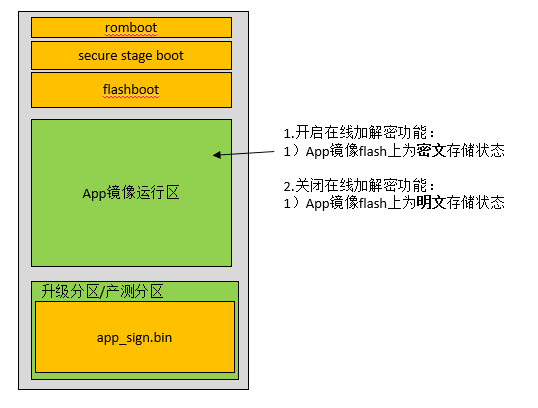 romboot
secure stage boot
flashboot
App镜像运行区
1.开启在线加解密功能：
1）App镜像flash上为密文存储状态
2.关闭在线加解密功能：
1）App镜像flash上为明文存储状态
升级分区/产测分区
app_sign.bin